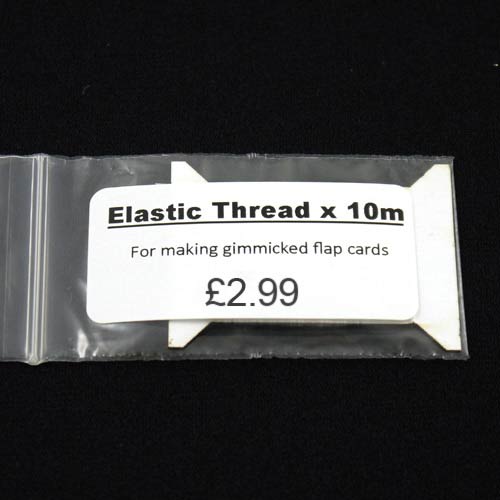 Elastic Thread x 10m
For making gimmicked flap cards
£2.99